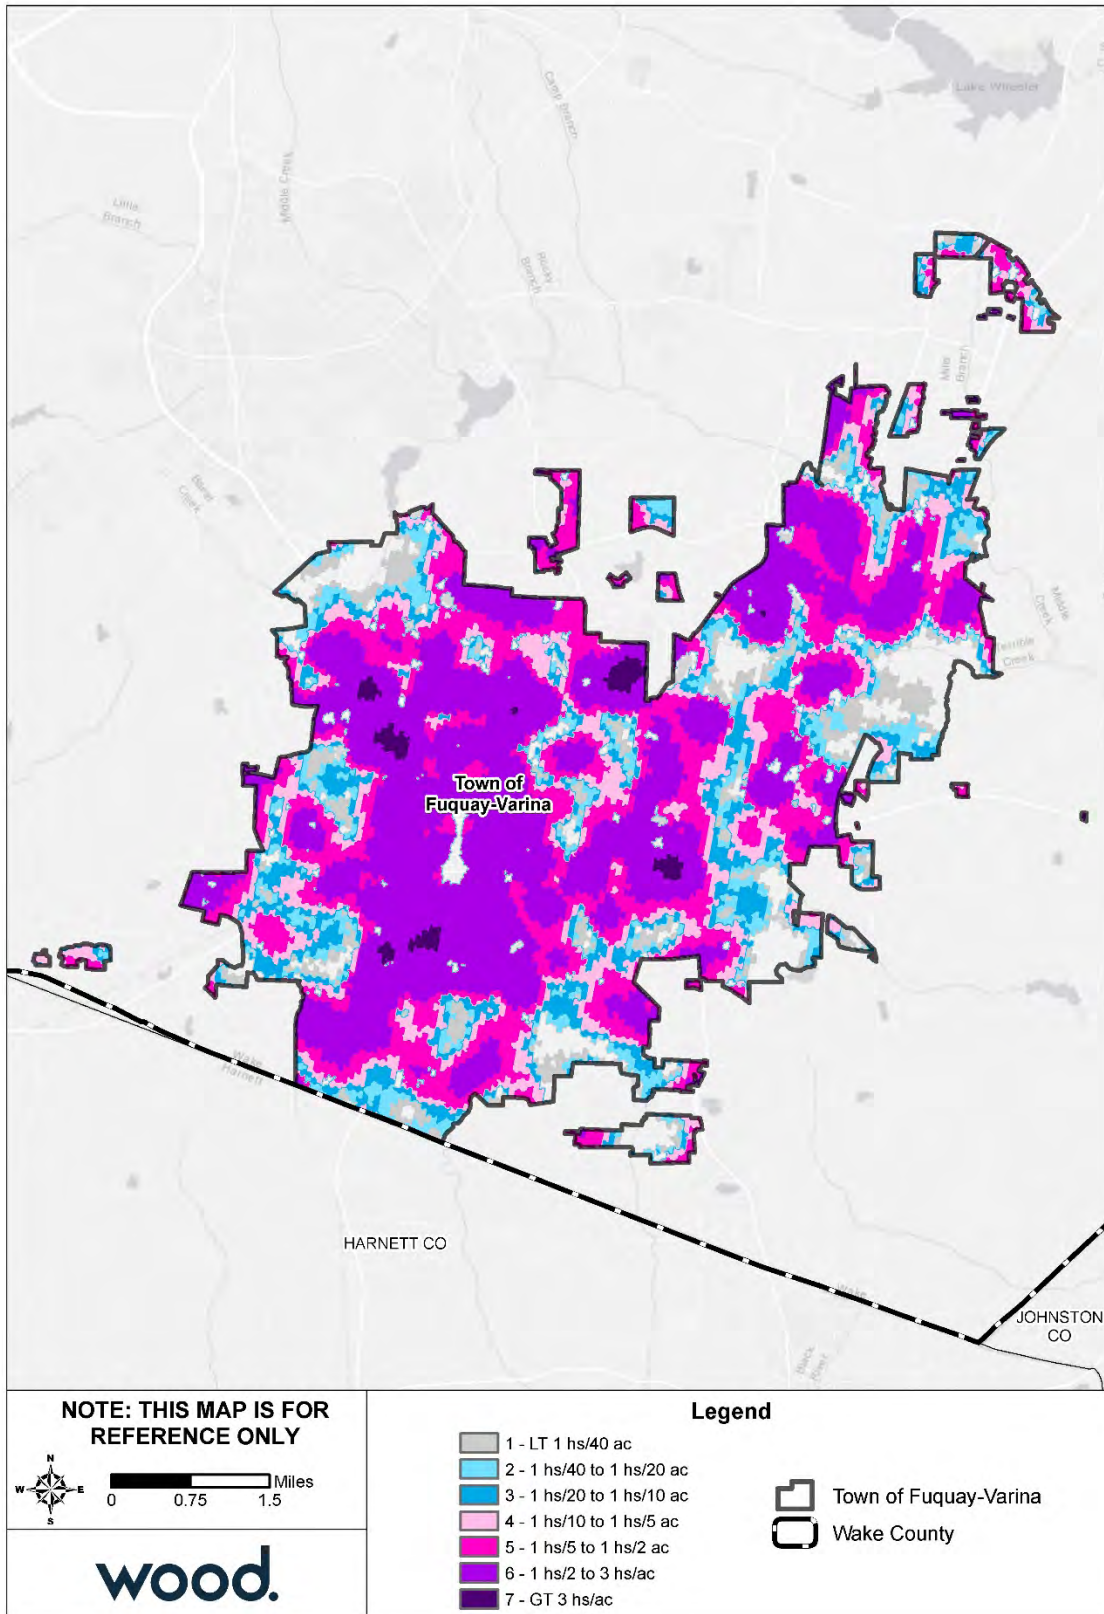 Lake Wheeler
Camp Branch
Middle Creek
Little
Branch
Rocky
Branch
Mills
Branch
Basal
Creek
Middle
Creek
Terrible
Creek
Town of
Fuquay-Varina
Wake
Harnett
HARNETT CO
Wake
JOHNSTON
CO
Black
River
NOTE: THIS MAP IS FOR
REFERENCE ONLY
N
W E
S
0 0.75 1.5 Miles
wood.
Legend
1 - LT 1 hs/40 ac
2 - 1 hs/40 to 1 hs/20 ac
3 - 1 hs/20 to 1 hs/10 ac
4 - 1 hs/10 to 1 hs/5 ac
5 - 1 hs/5 to 1 hs/2 ac
6 - 1 hs/2 to 3 hs/ac
7 - GT 3 hs/ac
Town of Fuquay-Varina
Wake County